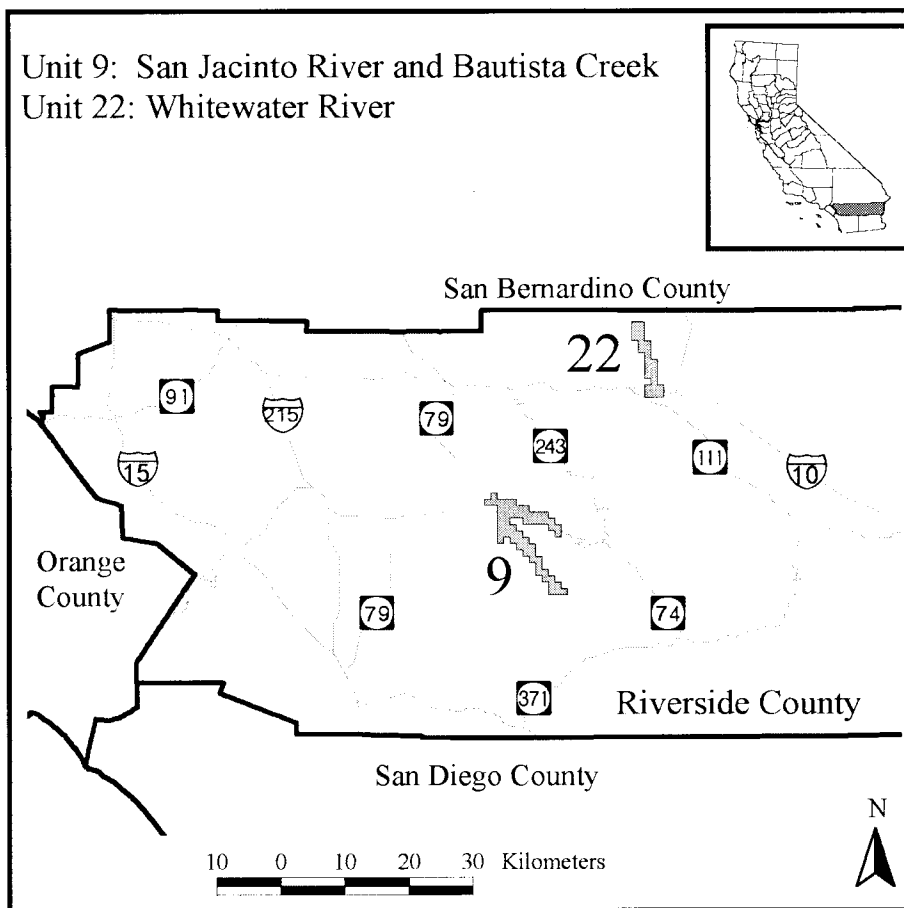 Unit 9: San Jacinto River and Bautista Creek
Unit 22: Whitewater River
San Bernardino County
22
91
215
79
243
111
15
10
Orange
County
9
79
74
371
Riverside County
San Diego County
N
10 0 10 20 30 Kilometers